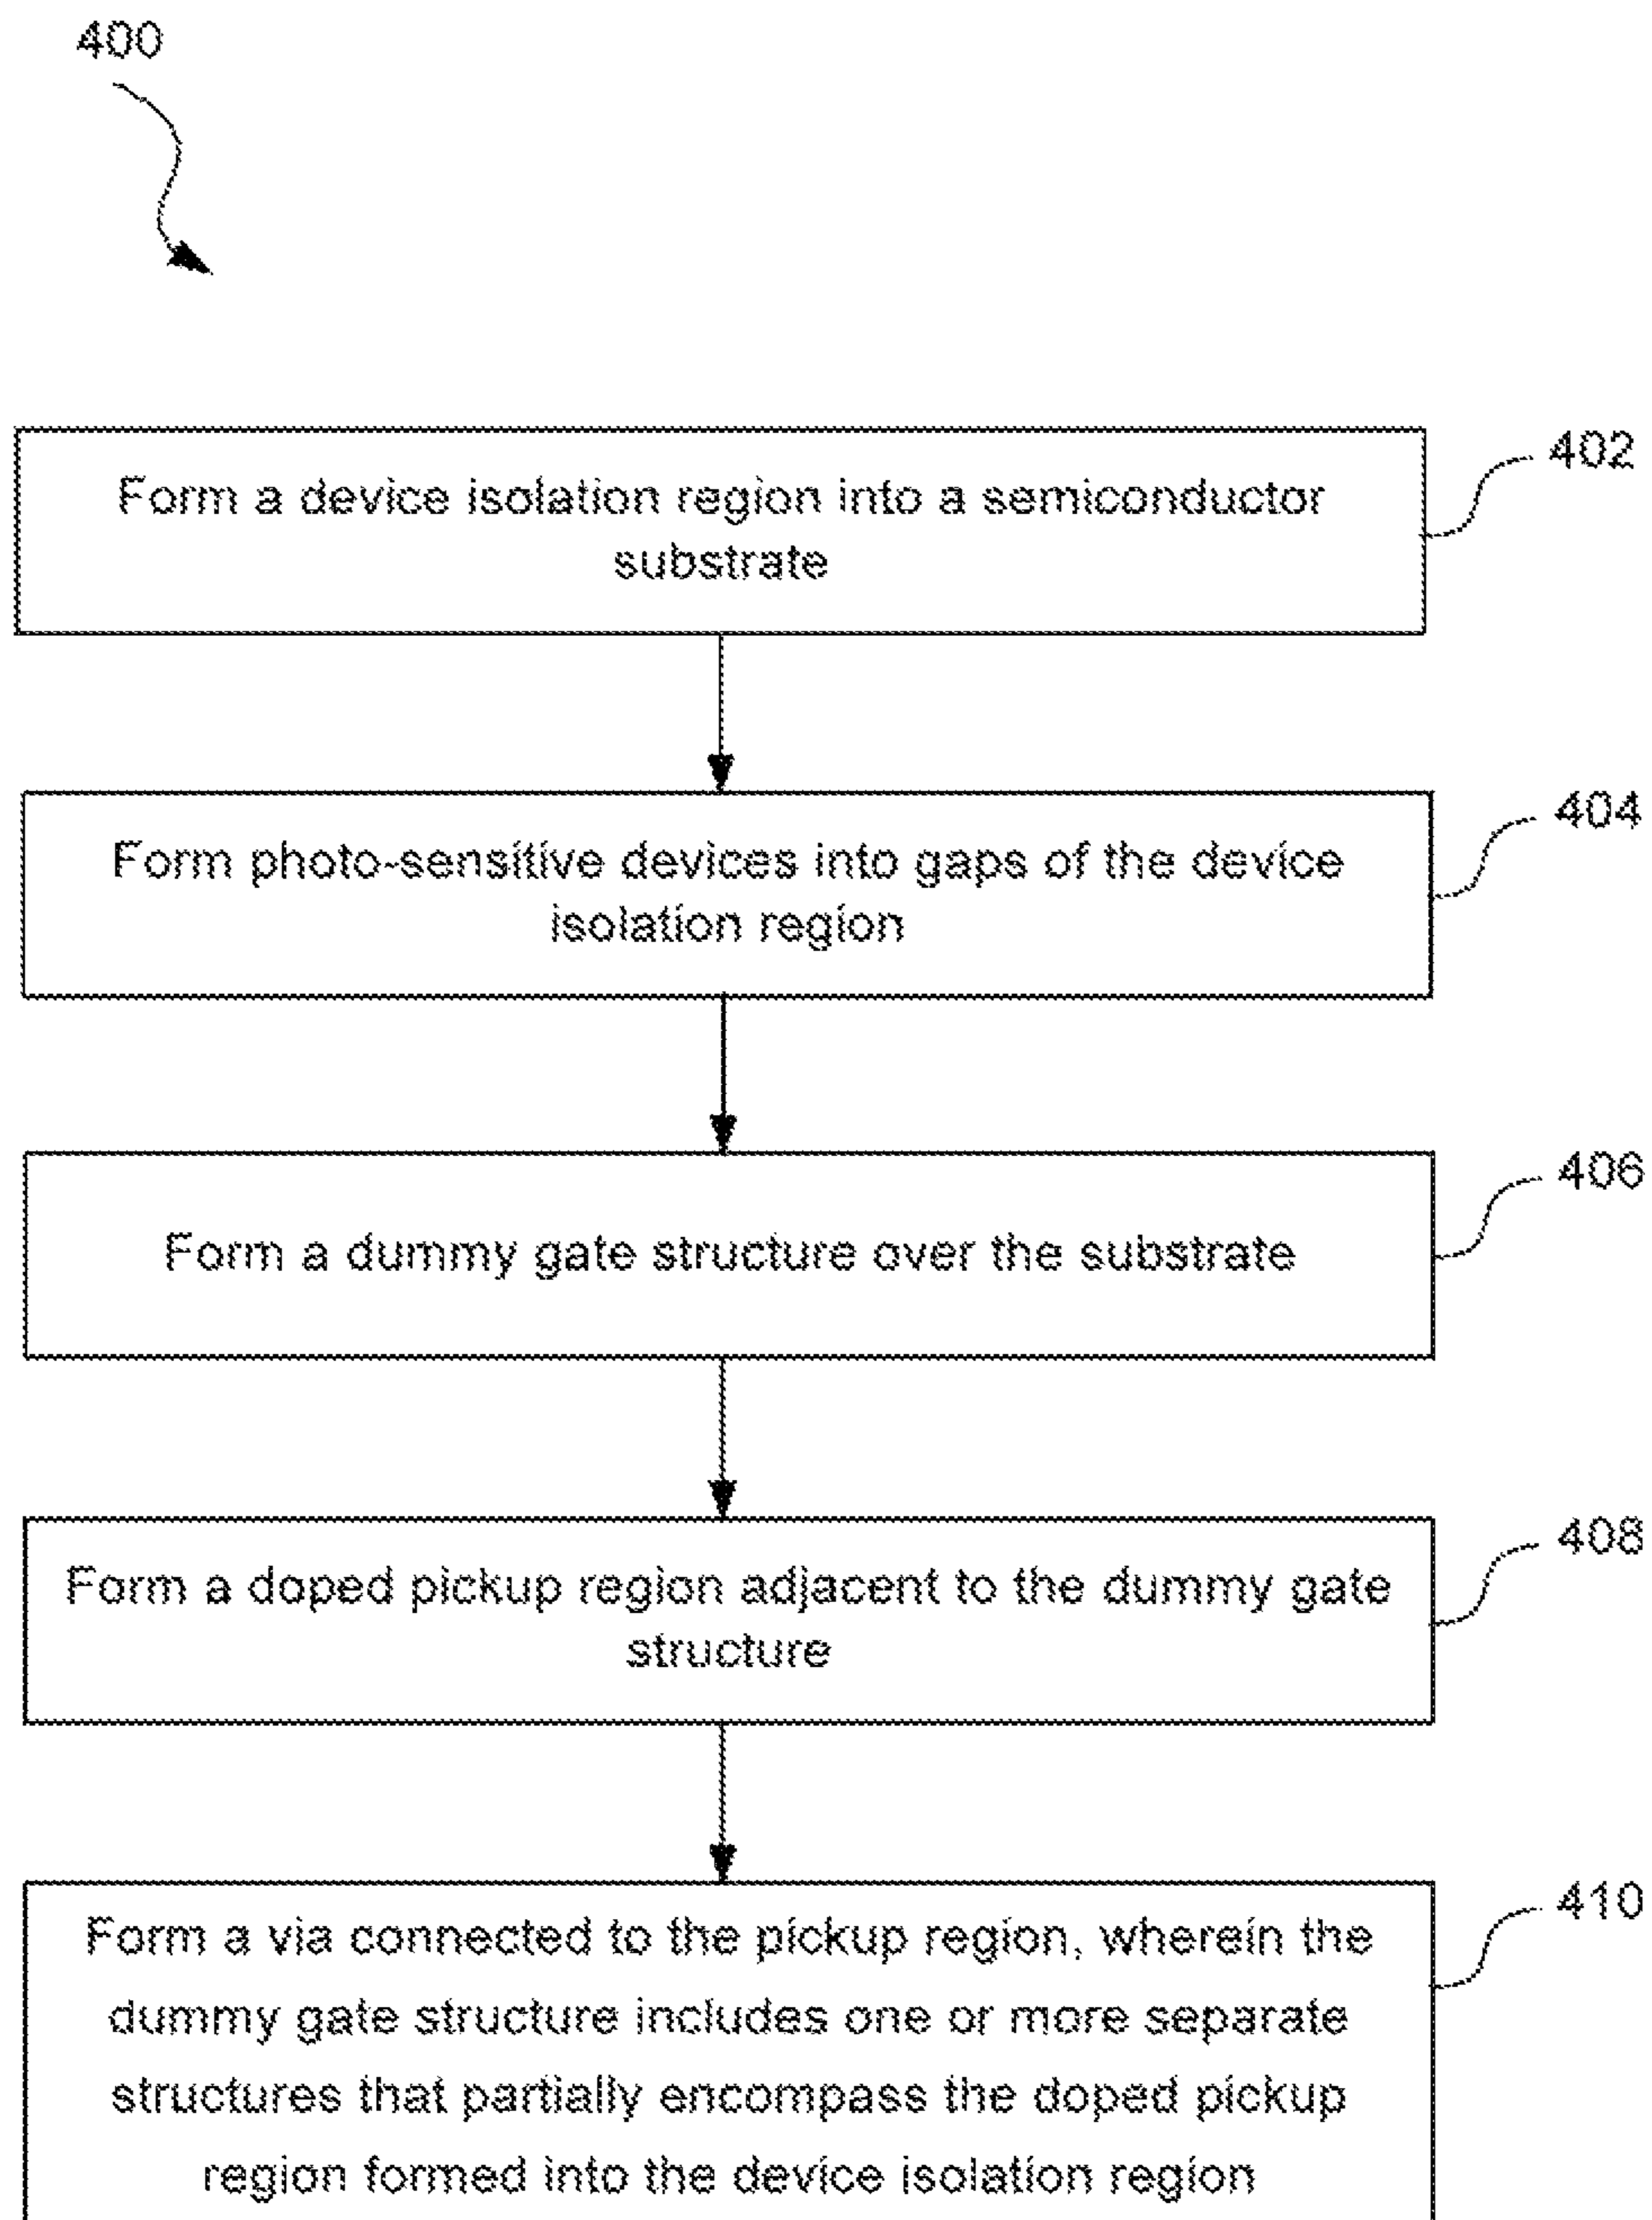 400
Form a device isolation region into a semiconductor
substrate
402
Form photo-sensitive devices into gaps of the device
isolation region
404
Form a dummy gate structure over the substrate
406
Form a doped pickup region adjacent to the dummy gate
structure
408
Form a via connected to the pickup region, wherein the
dummy gate structure includes one or more separate
structures that partially encompass the doped pickup
region formed into the device isolation region
410